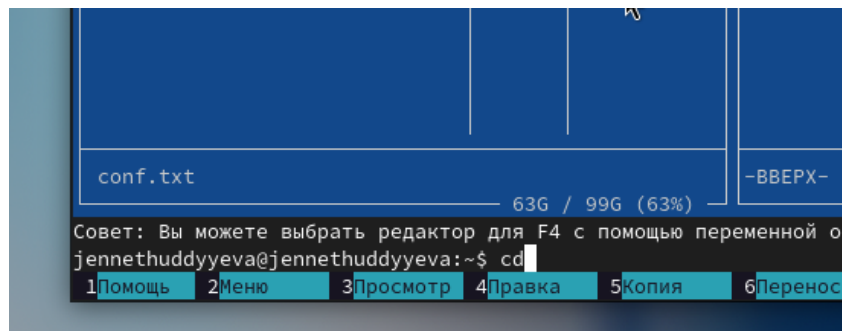 conf.txt
-ВВЕРХ-
63G / 99G (63%)
Совет: Вы можете выбрать редактор для F4 с помощью переменной о
jennethuddyyeva@jennethuddyyeva:~$ cd
1Помощь 2Меню 3Просмотр 4Правка 5Копия 6Перенос